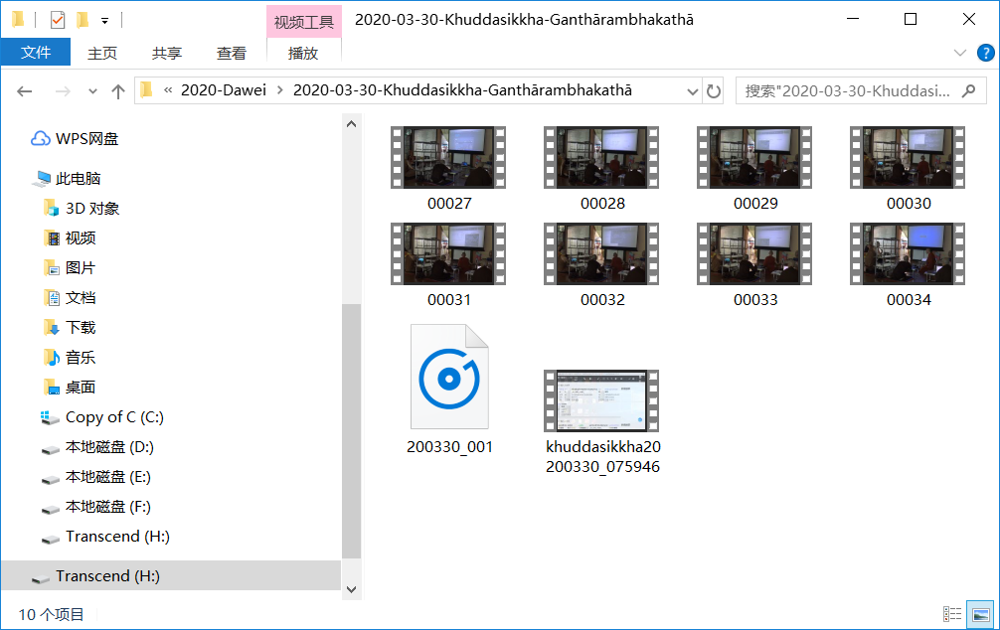 视频工具
2020-03-30-Khuddasikkha-Ganthārambhakathā
文件
主页
共享
查看
播放
?
« 2020-Dawei > 2020-03-30-Khuddasikkha-Ganthārambhakathā
搜索"2020-03-30-Khuddasi...
WPS网盘
此电脑
3D 对象
视频
图片
文档
下载
音乐
桌面
Copy of C (C:)
本地磁盘 (D:)
本地磁盘 (E:)
本地磁盘 (F:)
Transcend (H:)
Transcend (H:)
00027
00028
00029
00030
00031
00032
00033
00034
200330_001
khuddasikkha20
200330_075946
10 个项目